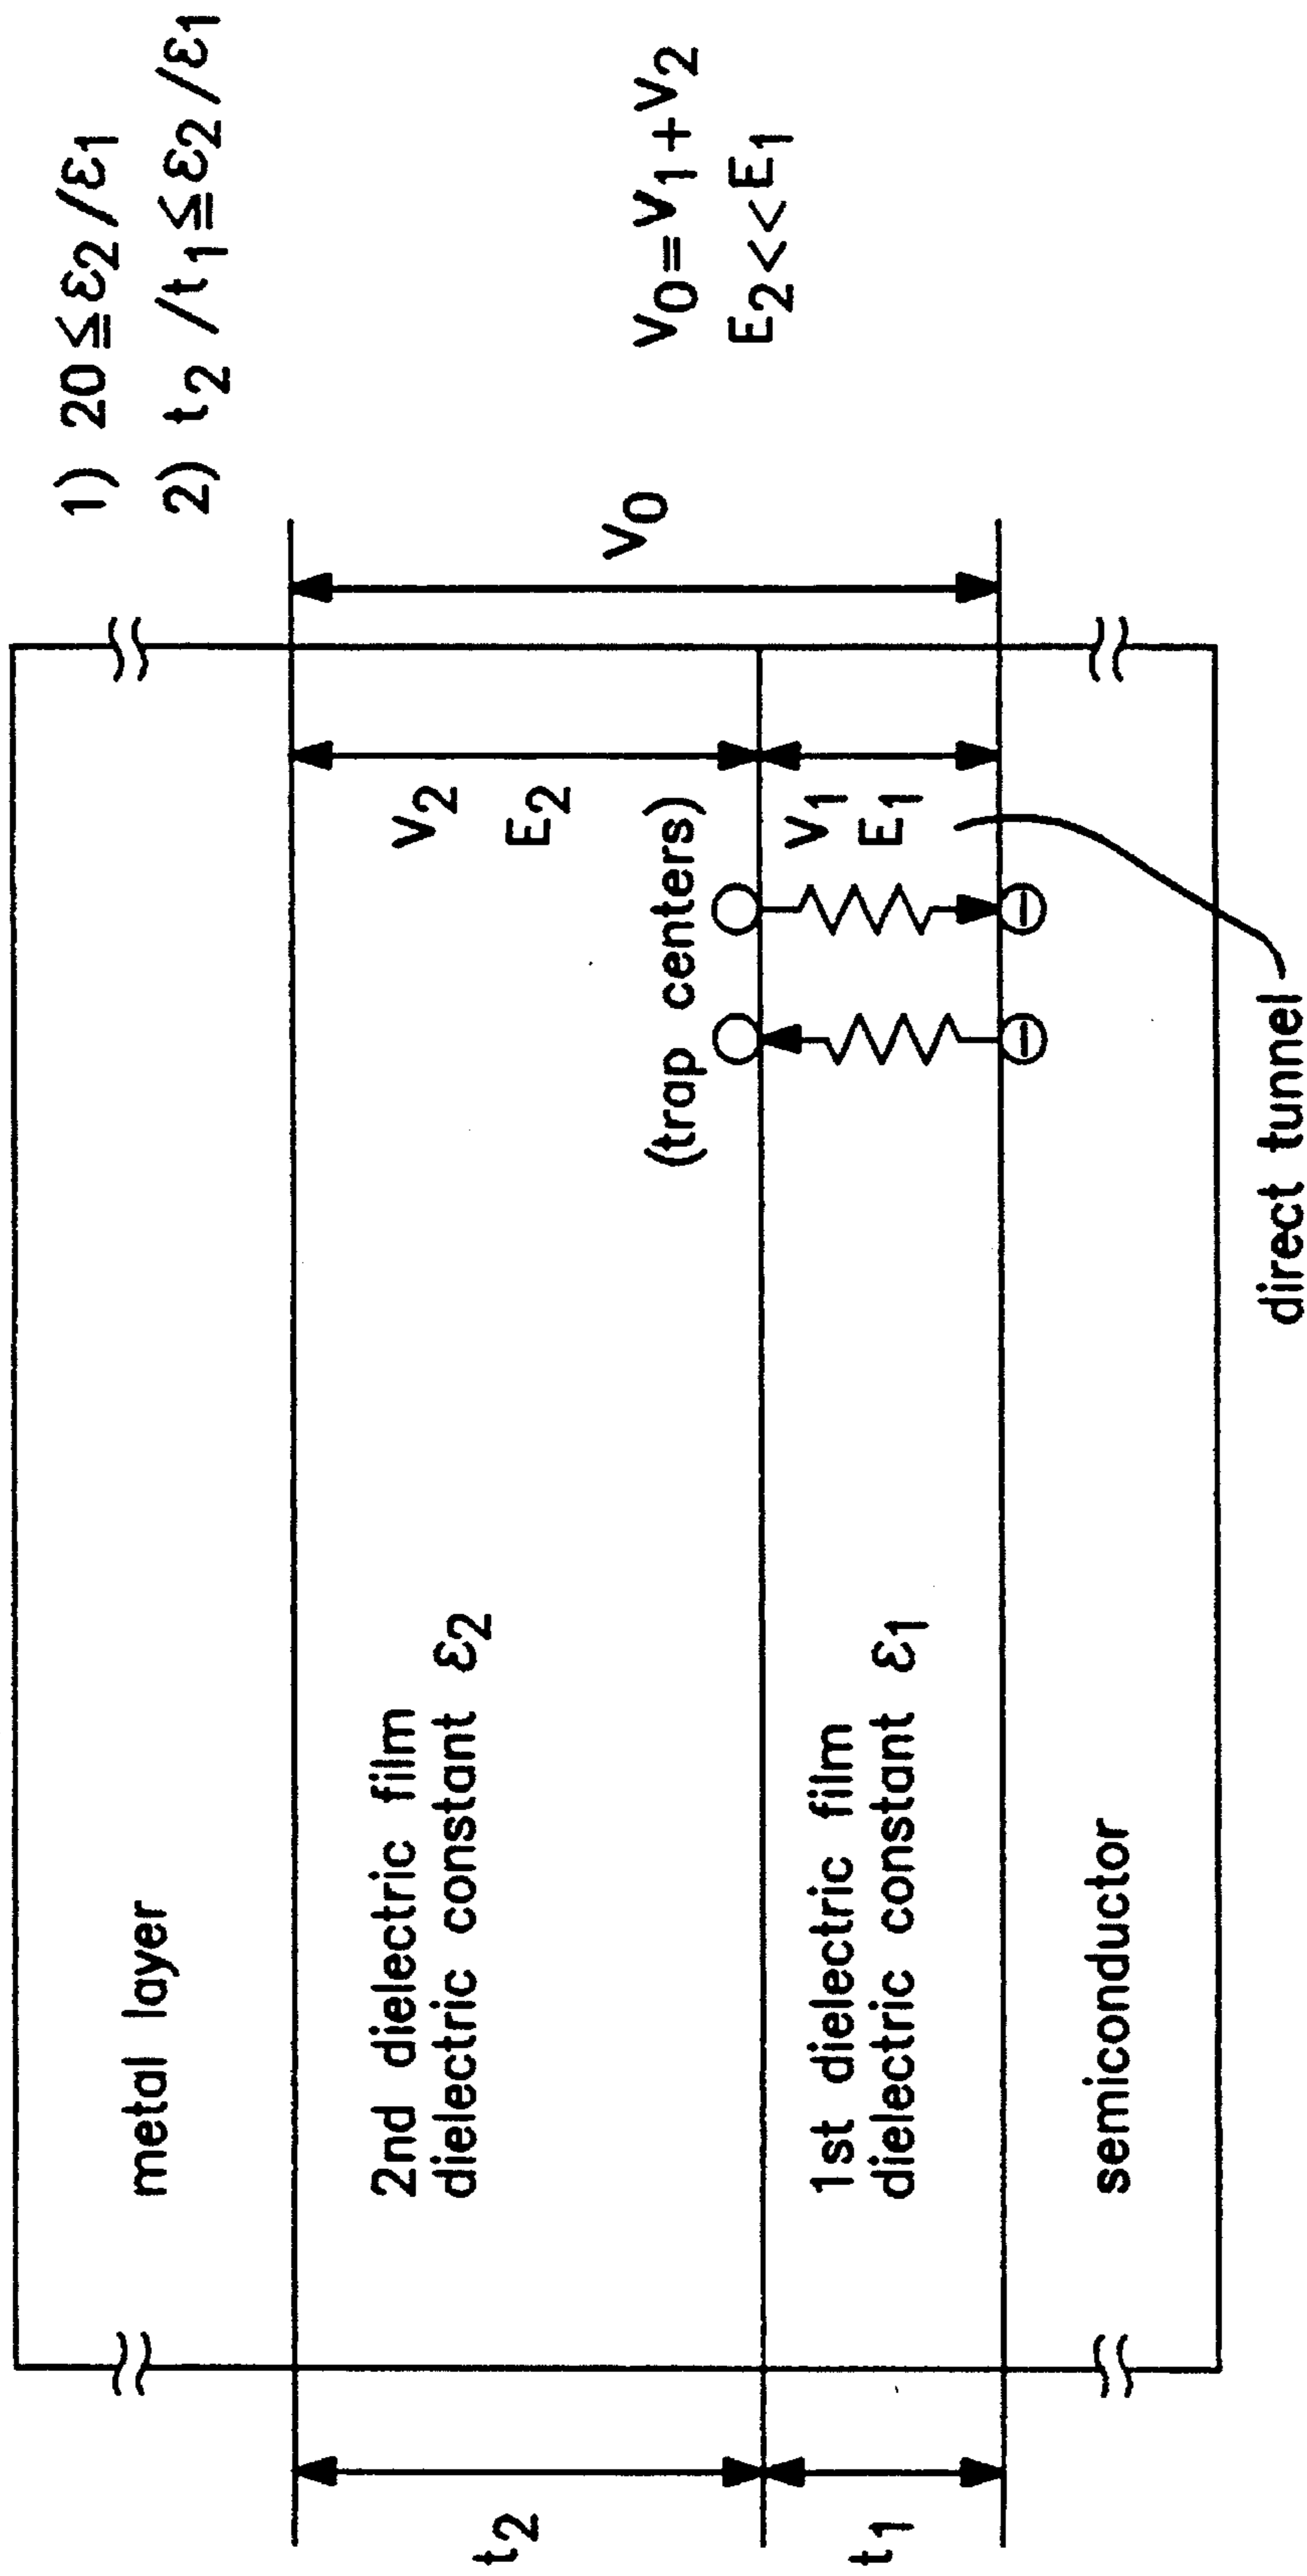 1) 20≦ε2/ε1
2) t2/t1≦ε2/ε1
metal layer
2nd dielectric film
dielectric constant ε2
V2
E2
V0
V0=V1+V2
E2<<E1
t2
(trap centers)
1st dielectric film
dielectric constant ε1
V1
E1
t1
semiconductor
direct tunnel